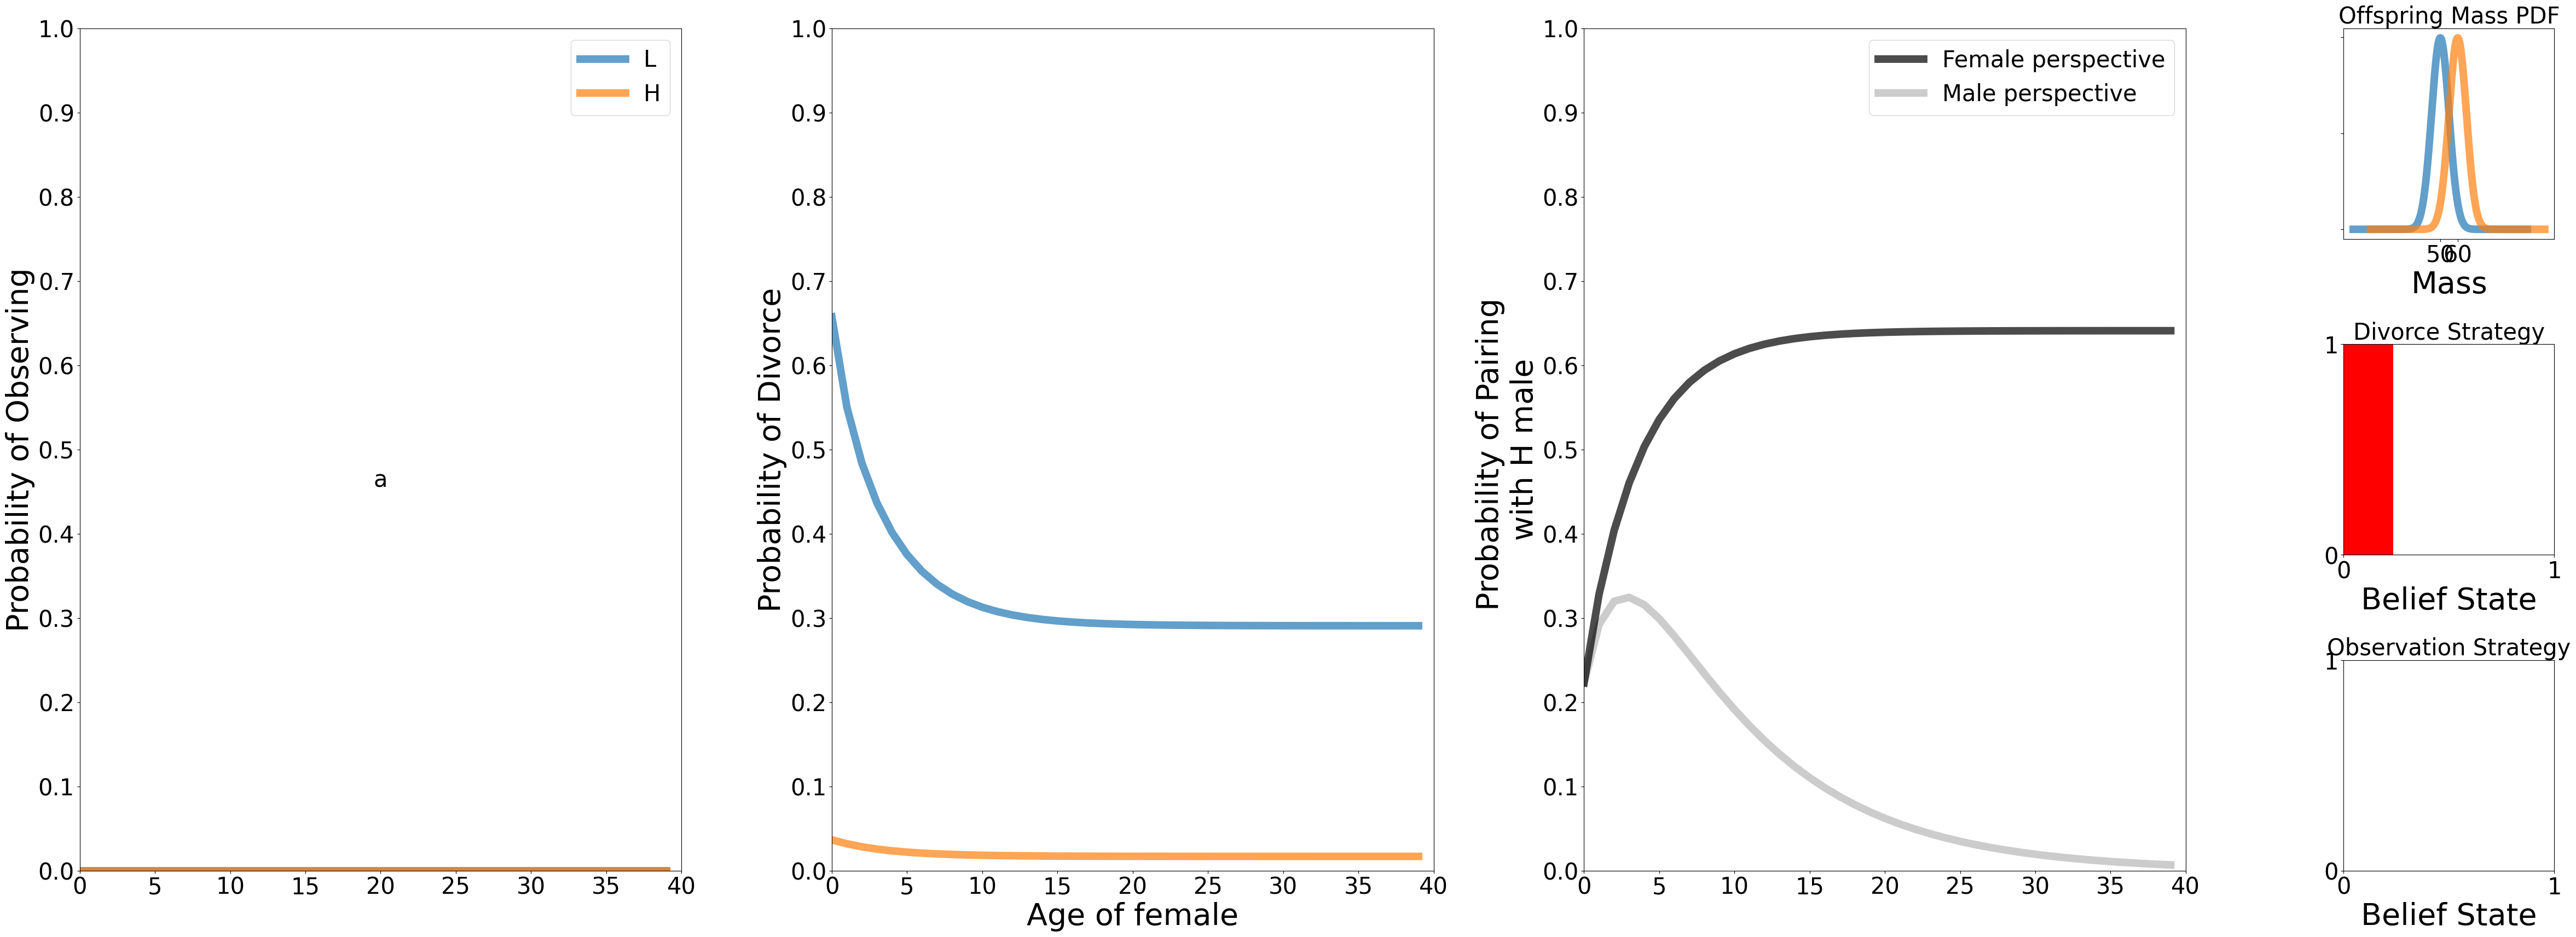 Probability of Observing
1.0
0.9
0.8
0.7
0.6
0.5
0.4
0.3
0.2
0.1
0.0
0 5 10 15 20 25 30 35 40
L
H
a
Probability of Divorce
1.0
0.9
0.8
0.7
0.6
0.5
0.4
0.3
0.2
0.1
0.0
0 5 10 15 20 25 30 35 40
Age of female
Probability of Pairing
with H male
1.0
0.9
0.8
0.7
0.6
0.5
0.4
0.3
0.2
0.1
0.0
0 5 10 15 20 25 30 35 40
Female perspective
Male perspective
Offspring Mass PDF
50 60
Mass
Divorce Strategy
1
0
0 1
Belief State
Observation Strategy
1
0
0 1
Belief State